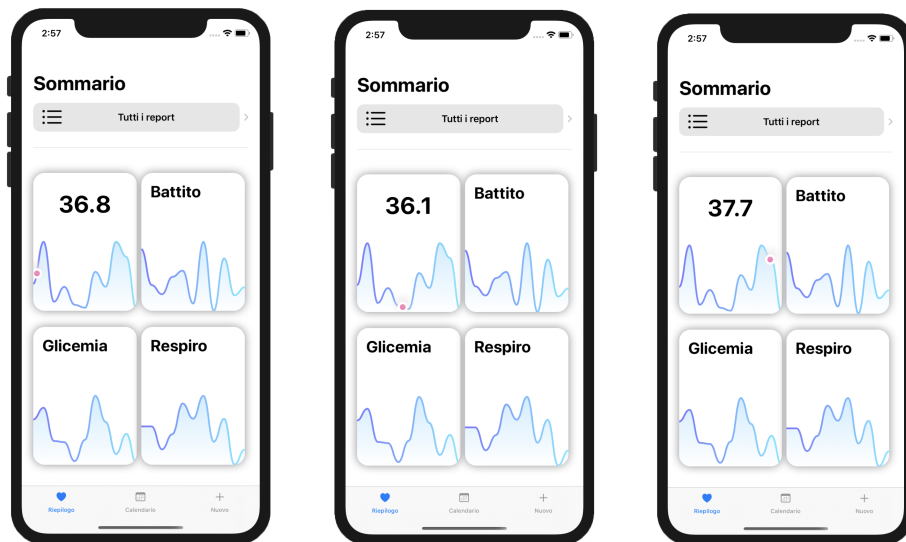 2:57
Sommario
Tutti i report
36.8
Battito
Glicemia
Respiro
Riepilogo
Calendario
Nuovo
2:57
Sommario
Tutti i report
36.1
Battito
Glicemia
Respiro
Riepilogo
Calendario
Nuovo
2:57
Sommario
Tutti i report
37.7
Battito
Glicemia
Respiro
Riepilogo
Calendario
Nuovo